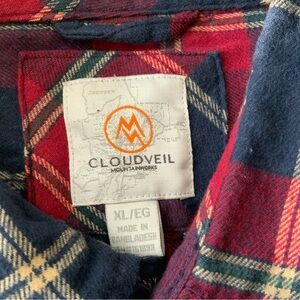 CLOUDVEIL
MOUNTAINWORKS
XL/EG
MADE IN
BANGLADESH